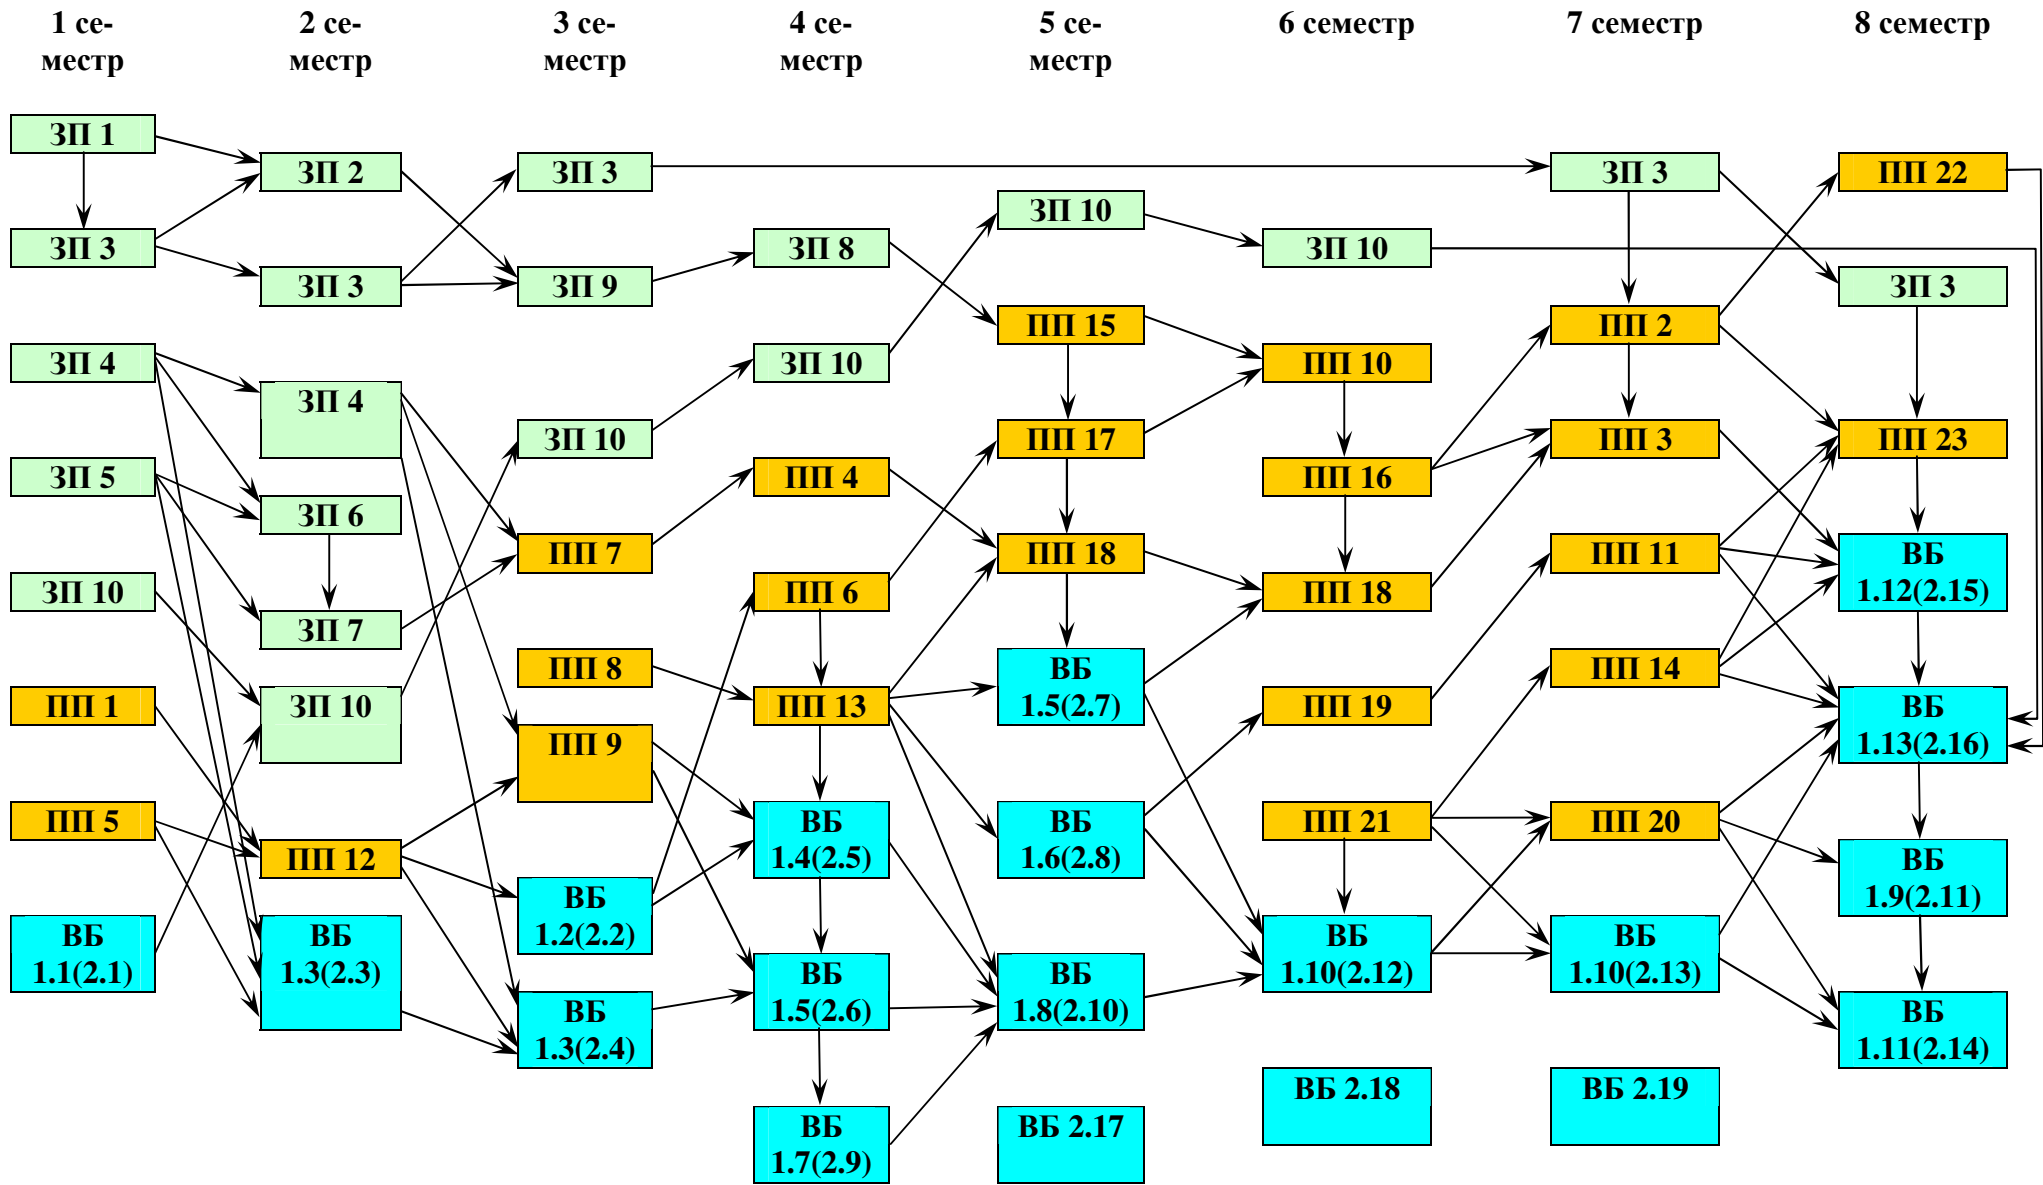 1 се-
местр
2 се-
местр
3 се-
местр
4 се-
местр
5 се-
местр
6 семестр
7 семестр
8 семестр
ЗП 1
ЗП 3
ЗП 4
ЗП 5
ЗП 10
ПП 1
ПП 5
ВБ
1.1(2.1)
ЗП 2
ЗП 3
ЗП 4
ЗП 6
ЗП 7
ЗП 10
ПП 12
ВБ
1.3(2.3)
ЗП 3
ЗП 9
ЗП 10
ПП 7
ПП 8
ПП 9
ВБ
1.2(2.2)
ВБ
1.3(2.4)
ЗП 8
ЗП 10
ПП 4
ПП 6
ПП 13
ВБ
1.4(2.5)
ВБ
1.5(2.6)
ВБ
1.7(2.9)
ЗП 10
ПП 15
ПП 17
ПП 18
ВБ
1.5(2.7)
ВБ
1.6(2.8)
ВБ
1.8(2.10)
ВБ 2.17
ЗП 10
ПП 10
ПП 16
ПП 18
ПП 19
ПП 21
ВБ
1.10(2.12)
ВБ 2.18
ЗП 3
ПП 2
ПП 3
ПП 11
ПП 14
ПП 20
ВБ
1.10(2.13)
ВБ 2.19
ПП 22
ЗП 3
ПП 23
ВБ
1.12(2.15)
ВБ
1.13(2.16)
ВБ
1.9(2.11)
ВБ
1.11(2.14)